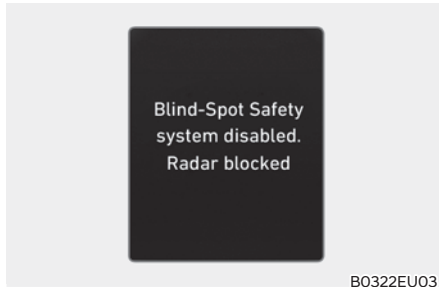 Blind-Spot Safety
system disabled.
Radar blocked
B0322EU03